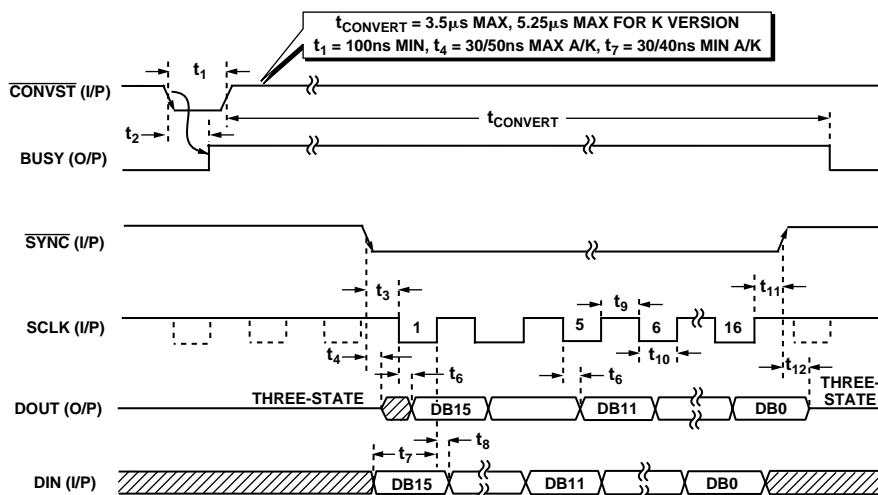 tCONVERT = 3.5μs MAX, 5.25μs MAX FOR K VERSION
t1 = 100ns MIN, t4 = 30/50ns MAX A/K, t7 = 30/40ns MIN A/K
t1
CONVST (I/P)
tCONVERT
t2
BUSY (O/P)
SYNC (I/P)
t3
t9
t11
SCLK (I/P)
1
5
6
16
t4
t6
t6
t10
t12
THREE-STATE
THREE-
STATE
DOUT (O/P)
DB15
DB11
DB0
t7
t8
DIN (I/P)
DB15
DB11
DB0